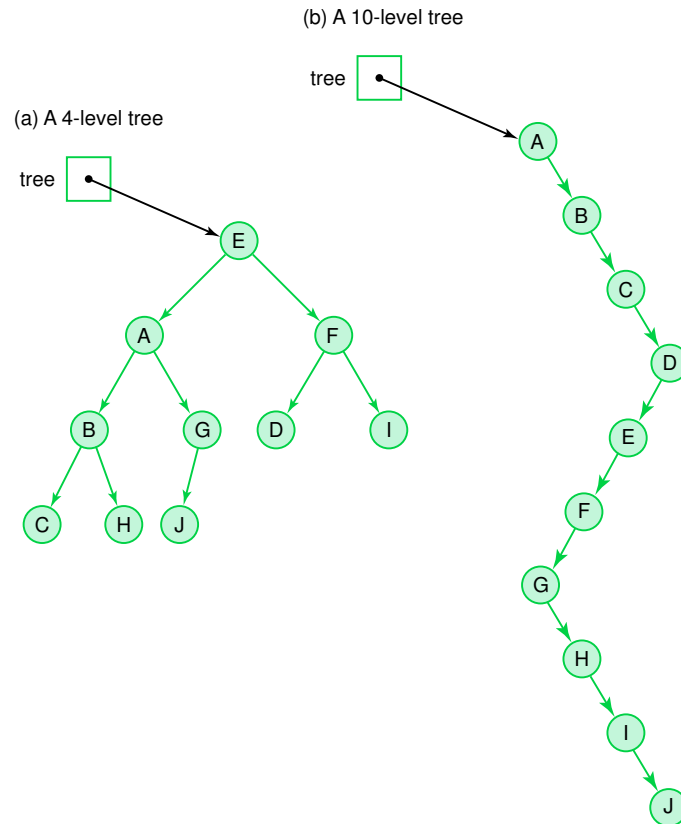 (b) A 10-level tree
tree
A
B
C
D
E
F
G
H
I
J
(a) A 4-level tree
tree
E
A F
B G D I
C H J